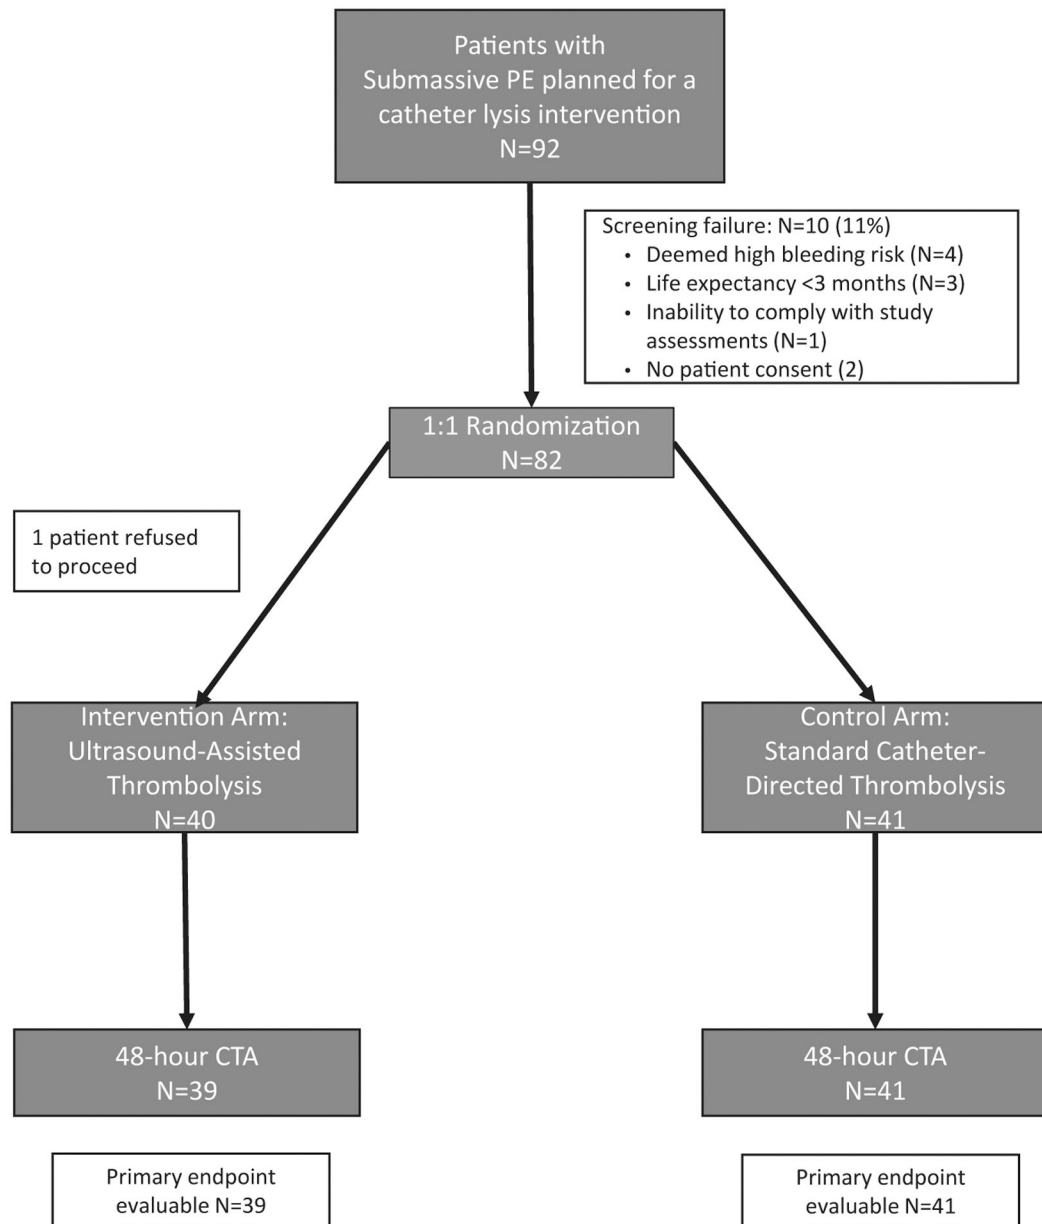 Patients with
Submassive PE planned for a
catheter lysis intervention
N=92
Screening failure: N=10 (11%)
• Deemed high bleeding risk (N=4)
• Life expectancy <3 months (N=3)
• Inability to comply with study
assessments (N=1)
• No patient consent (2)
1:1 Randomization
N=82
1 patient refused
to proceed
Intervention Arm:
Ultrasound-Assisted
Thrombolysis
N=40
Control Arm:
Standard Catheter-
Directed Thrombolysis
N=41
48-hour CTA
N=39
48-hour CTA
N=41
Primary endpoint
evaluable N=39
Primary endpoint
evaluable N=41